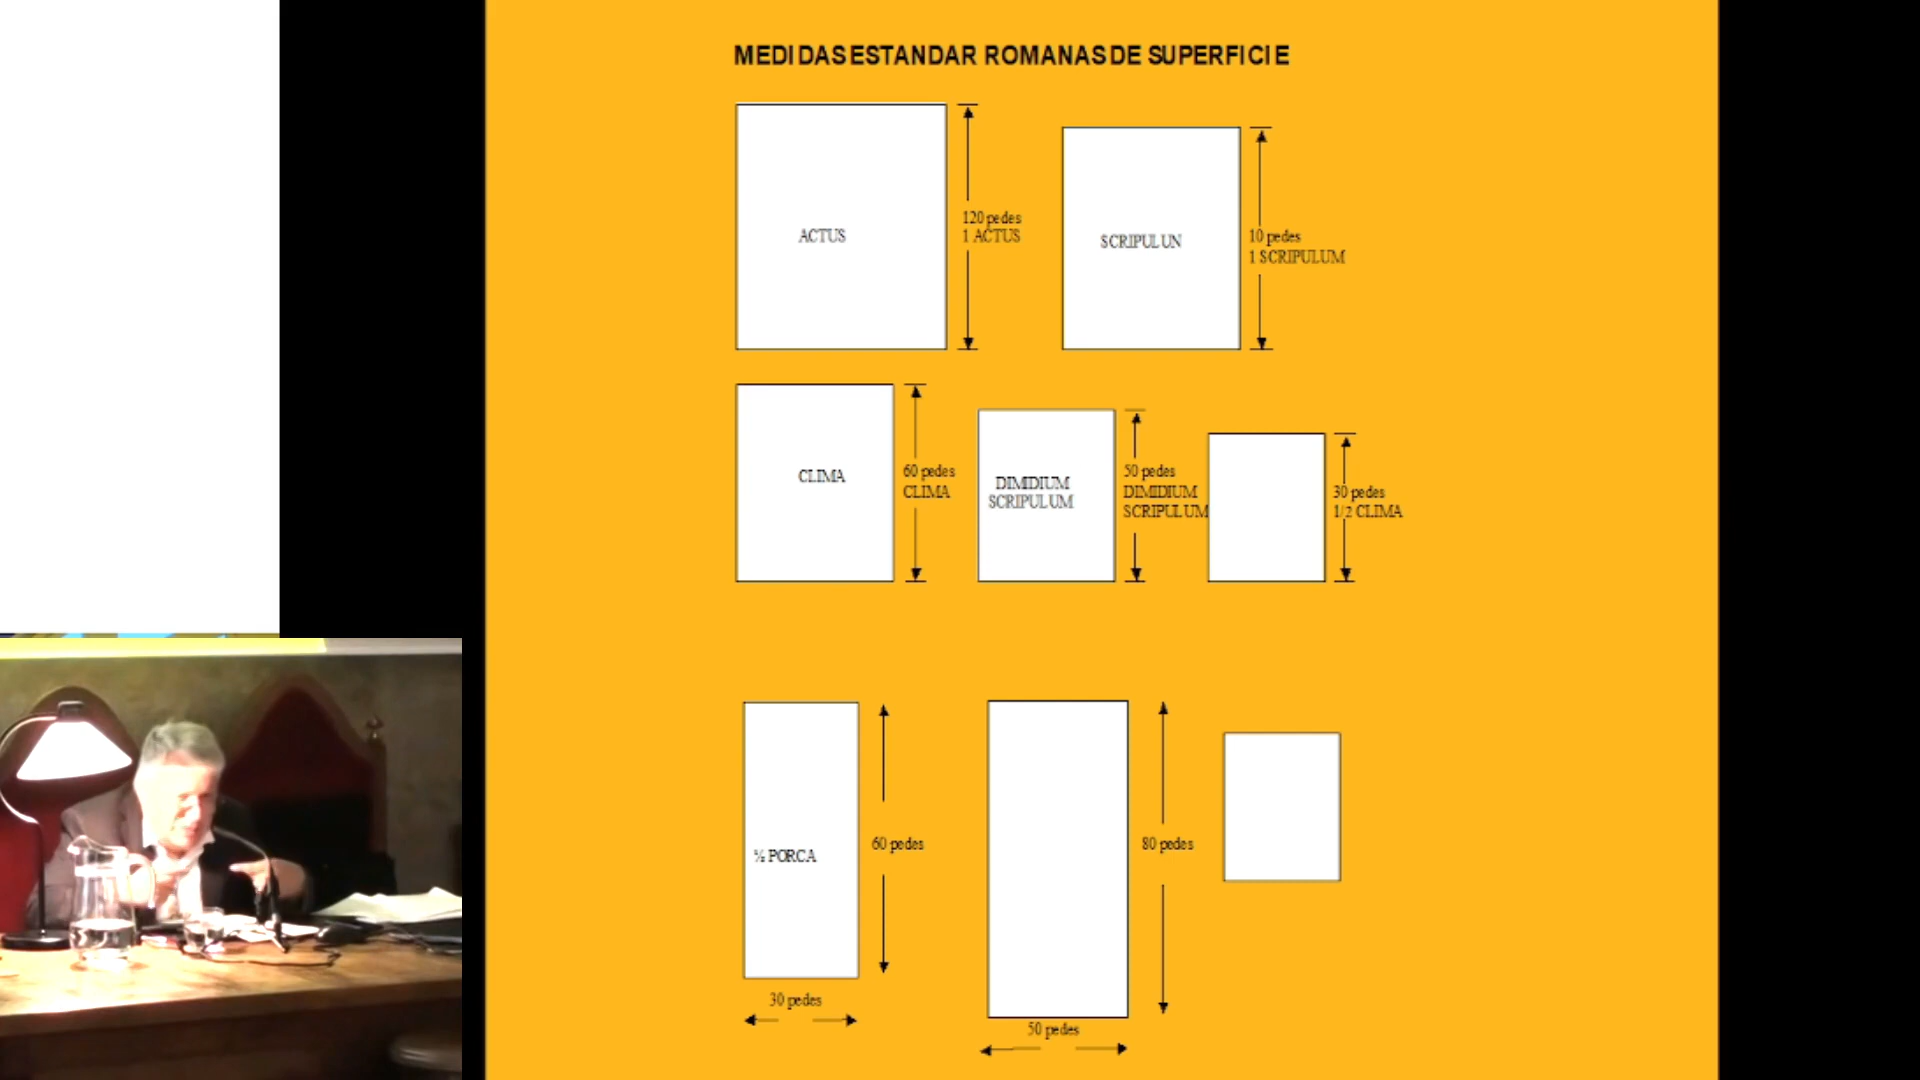 MEDIDAS ESTANDAR ROMANAS DE SUPERFICIE
ACTUS
120 pedes
1 ACTUS
SCRIPULUN
10 pedes
1 SCRIPULUM
CLIMA
60 pedes
CLIMA
DIMIDIUM
SCRIPULUM
50 pedes
DIMIDIUM
SCRIPULUM
30 pedes
1/2 CLIMA
½ PORCA
60 pedes
30 pedes
80 pedes
50 pedes